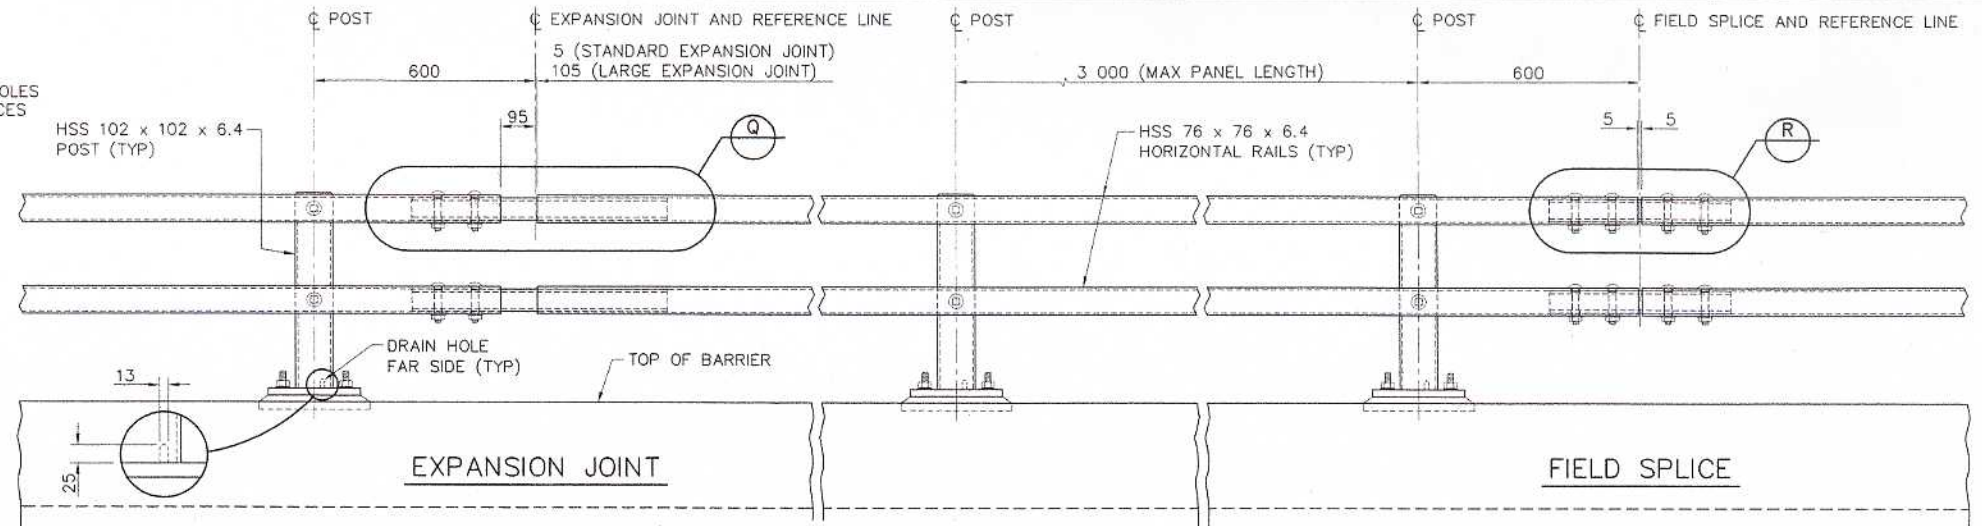 ℄ POST
℄ EXPANSION JOINT AND REFERENCE LINE
℄ POST
℄ POST
℄ FIELD SPLICE AND REFERENCE LINE
5 (STANDARD EXPANSION JOINT)
105 (LARGE EXPANSION JOINT)
600
3 000 (MAX PANEL LENGTH)
600
OLES
CES
HSS 102 x 102 x 6.4
POST (TYP)
95
Q
HSS 76 x 76 x 6.4
HORIZONTAL RAILS (TYP)
5 5
R
DRAIN HOLE
FAR SIDE (TYP)
TOP OF BARRIER
13
25
EXPANSION JOINT
FIELD SPLICE